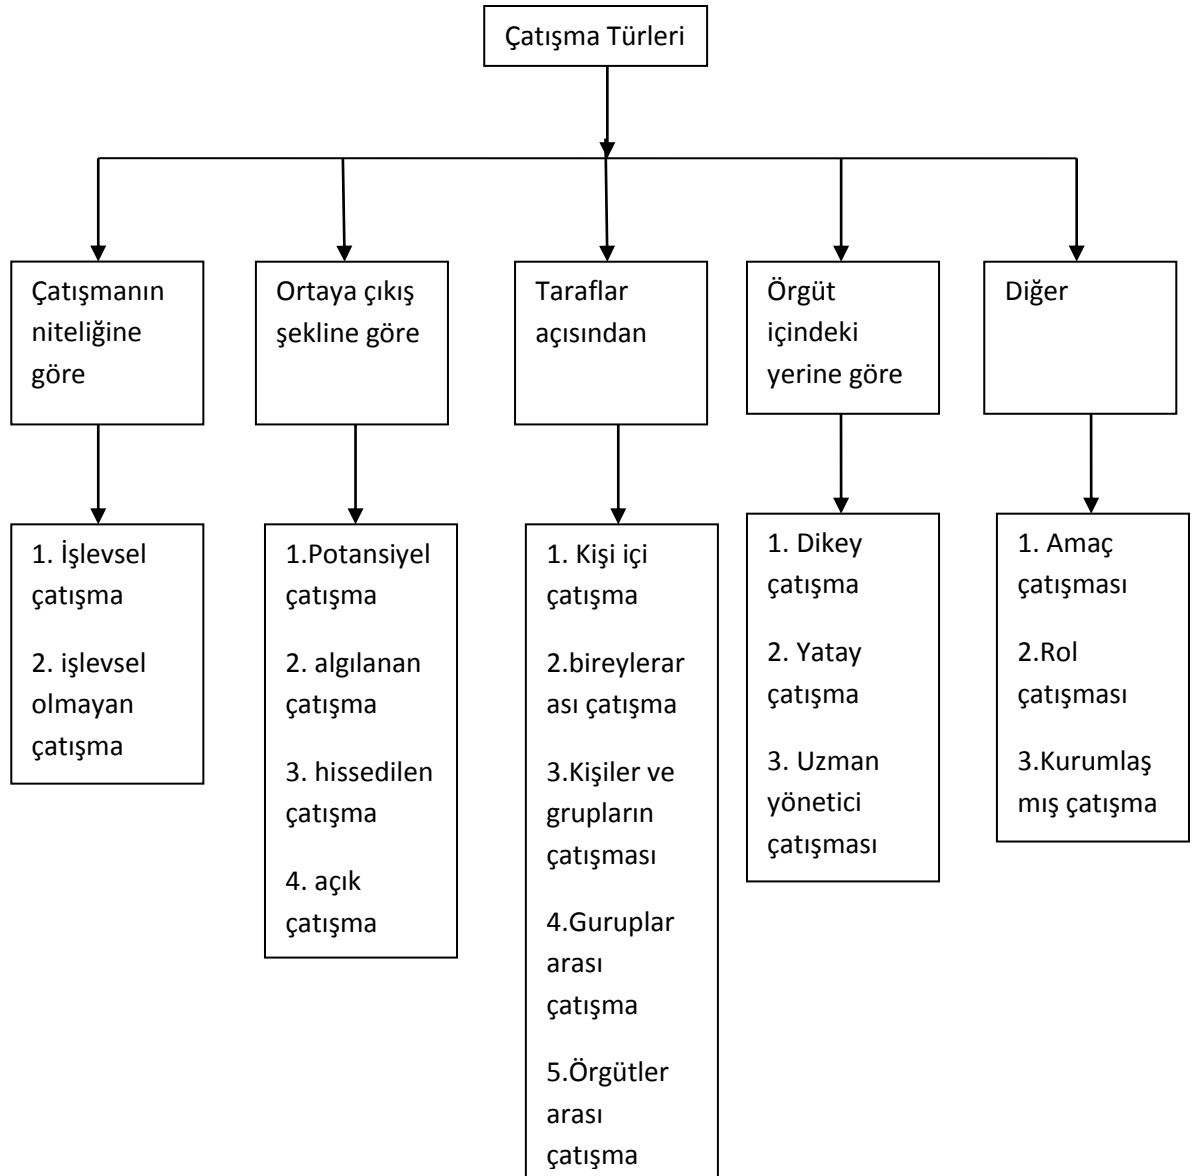 Çatışma Türleri
Çatışmanın
niteliğine
göre
Ortaya çıkış
şekline göre
Taraflar
açısından
Örgüt
içindeki
yerine göre
Diğer
1. İşlevsel
çatışma
2. işlevsel
olmayan
çatışma
1.Potansiyel
çatışma
2. algılanan
çatışma
3. hissedilen
çatışma
4. açık
çatışma
1. Kişi içi
çatışma
2.bireylerar
ası çatışma
3.Kişiler ve
grupların
çatışması
4.Guruplar
arası
çatışma
5.Örgütler
arası
çatışma
1. Dikey
çatışma
2. Yatay
çatışma
3. Uzman
yönetici
çatışması
1. Amaç
çatışması
2.Rol
çatışması
3.Kurumlaş
mış çatışma